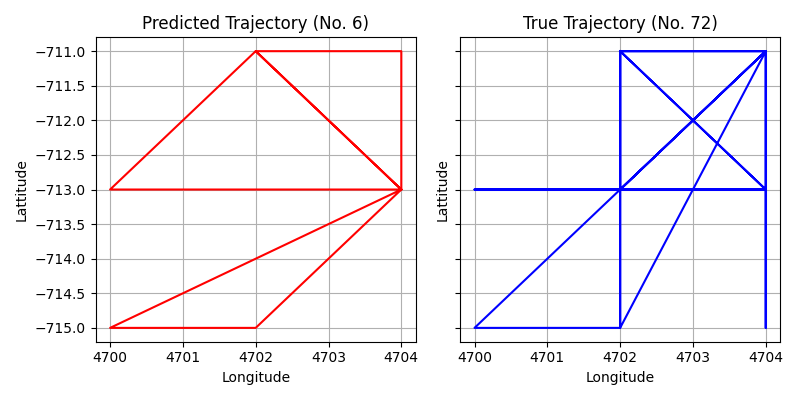 Predicted Trajectory (No. 6)
−711.0
−711.5
−712.0
−712.5
−713.0
−713.5
−714.0
−714.5
−715.0
Lattitude
4700 4701 4702 4703 4704
Longitude
True Trajectory (No. 72)
Lattitude
4700 4701 4702 4703 4704
Longitude